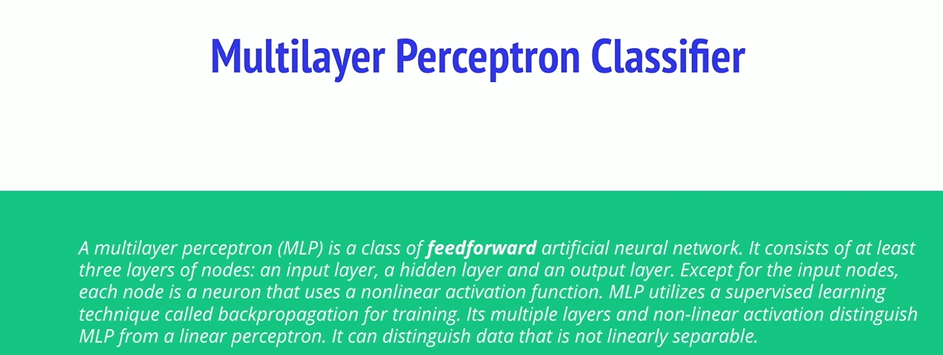 Multilayer Perceptron Classifier
A multilayer perceptron (MLP) is a class of feedforward artificial neural network. It consists of at least
three layers of nodes: an input layer, a hidden layer and an output layer. Except for the input nodes,
each node is a neuron that uses a nonlinear activation function. MLP utilizes a supervised learning
technique called backpropagation for training. Its multiple layers and non-linear activation distinguish
MLP from a linear perceptron. It can distinguish data that is not linearly separable.